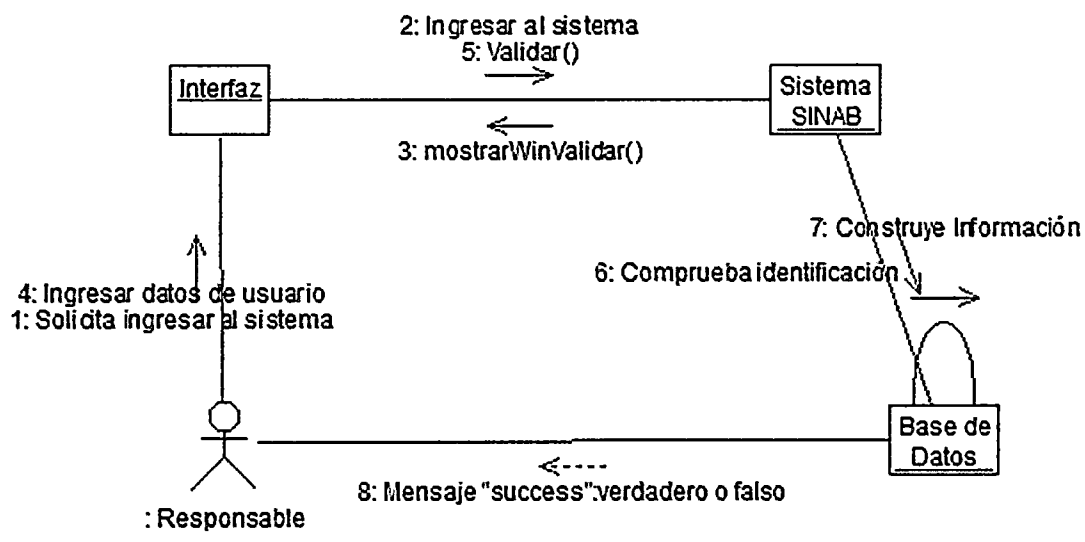 2: Ingresar al sistema
5: Validar()
Interfaz
Sistema
SINAB
3: mostrarWinValidar()
7: Construye Información
6: Comprueba identificación
4: Ingresar datos de usuario
1: Solicita ingresar al sistema
Base de
Datos
8: Mensaje "success":verdadero o falso
: Responsable